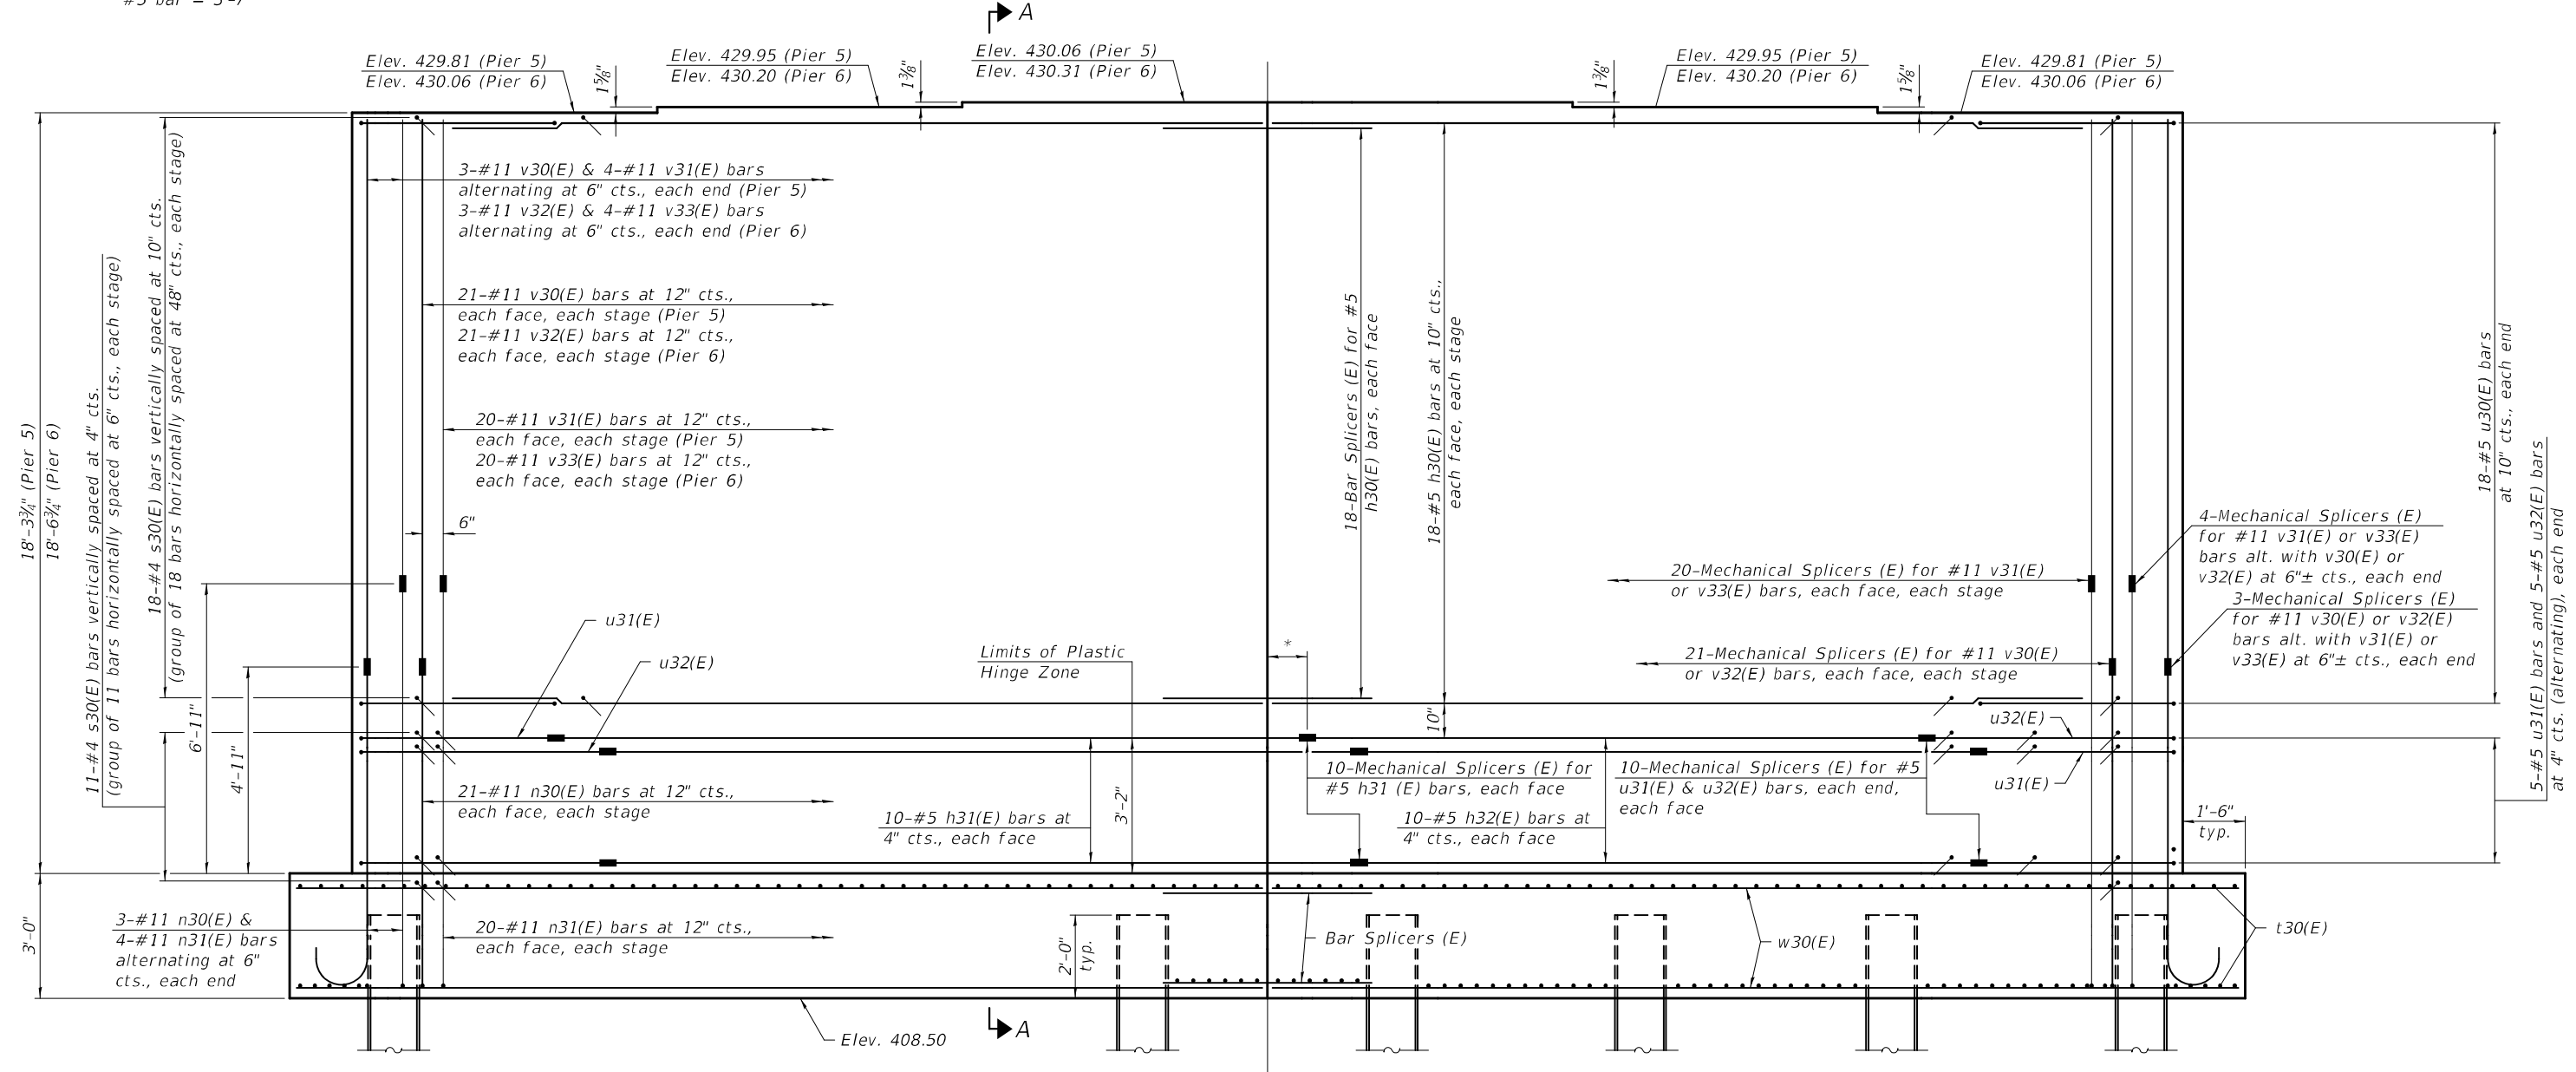 A
Elev. 429.81 (Pier 5)
Elev. 430.06 (Pier 6)
1⅝"
Elev. 429.95 (Pier 5)
Elev. 430.20 (Pier 6)
1⅜"
Elev. 430.06 (Pier 5)
Elev. 430.31 (Pier 6)
1⅜"
Elev. 429.95 (Pier 5)
Elev. 430.20 (Pier 6)
1⅝"
Elev. 429.81 (Pier 5)
Elev. 430.06 (Pier 6)
18'-3¾" (Pier 5)
18'-6¾" (Pier 6)
11-#4 s30(E) bars vertically spaced at 4" cts.
(group of 11 bars horizontally spaced at 6" cts., each stage)
18-#4 s30(E) bars vertically spaced at 10" cts.
(group of 18 bars horizontally spaced at 48" cts., each stage)
3-#11 v30(E) & 4-#11 v31(E) bars
alternating at 6" cts., each end (Pier 5)
3-#11 v32(E) & 4-#11 v33(E) bars
alternating at 6" cts., each end (Pier 6)
21-#11 v30(E) bars at 12" cts.,
each face, each stage (Pier 5)
21-#11 v32(E) bars at 12" cts.,
each face, each stage (Pier 6)
20-#11 v31(E) bars at 12" cts.,
each face, each stage (Pier 5)
20-#11 v33(E) bars at 12" cts.,
each face, each stage (Pier 6)
6"
6'-11"
4'-11"
u31(E)
u32(E)
Limits of Plastic
Hinge Zone
*
18-Bar Splicers (E) for #5
h30(E) bars, each face
18-#5 h30(E) bars at 10" cts.,
each face, each stage
10"
20-Mechanical Splicers (E) for #11 v31(E)
or v33(E) bars, each face, each stage
21-Mechanical Splicers (E) for #11 v30(E)
or v32(E) bars, each face, each stage
4-Mechanical Splicers (E)
for #11 v31(E) or v33(E)
bars alt. with v30(E) or
v32(E) at 6"± cts., each end
3-Mechanical Splicers (E)
for #11 v30(E) or v32(E)
bars alt. with v31(E) or
v33(E) at 6"± cts., each end
18-#5 u30(E) bars
at 10" cts., each end
5-#5 u31(E) bars and 5-#5 u32(E) bars
at 4" cts. (alternating), each end
u32(E)
u31(E)
21-#11 n30(E) bars at 12" cts.,
each face, each stage
10-#5 h31(E) bars at
4" cts., each face
3'-2"
10-Mechanical Splicers (E) for
#5 h31 (E) bars, each face
10-#5 h32(E) bars at
4" cts., each face
10-Mechanical Splicers (E) for #5
u31(E) & u32(E) bars, each end,
each face
1'-6"
typ.
3'-0"
3-#11 n30(E) &
4-#11 n31(E) bars
alternating at 6"
cts., each end
20-#11 n31(E) bars at 12" cts.,
each face, each stage
2'-0"
typ.
Bar Splicers (E)
w30(E)
t30(E)
Elev. 408.50
A